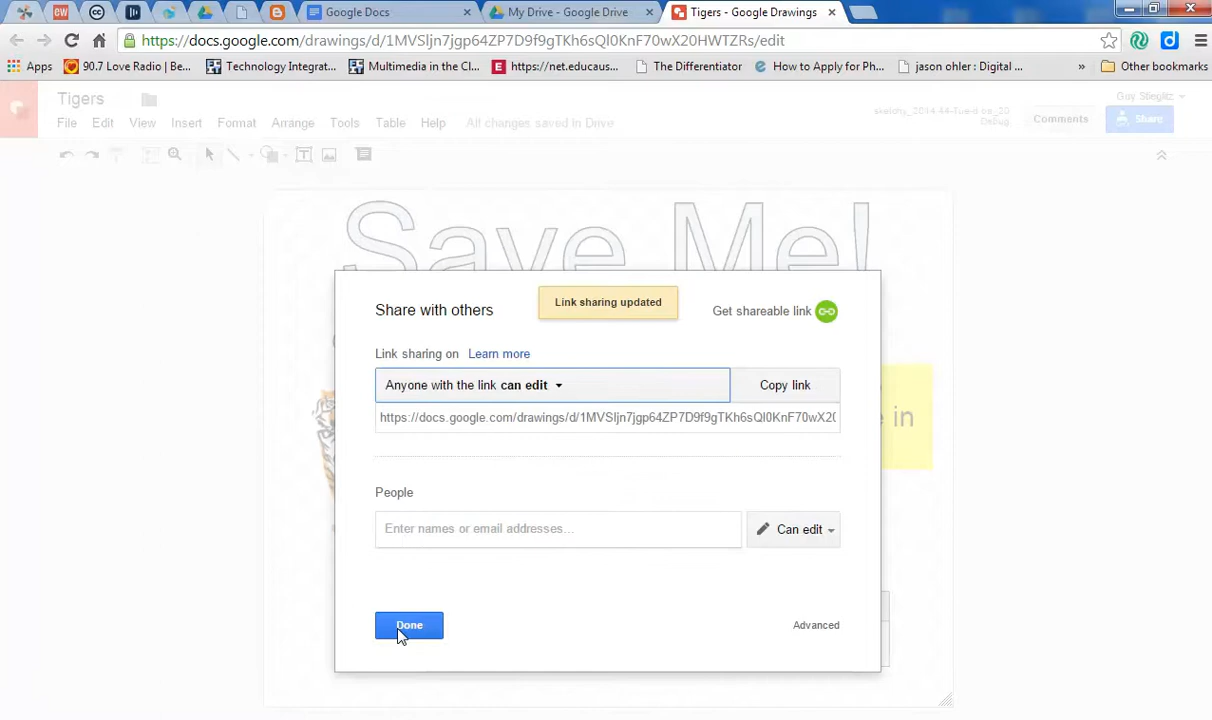 Google Docs × My Drive - Google Drive × Tigers - Google Drawings ×
https://docs.google.com/drawings/d/1MVSljn7jgp64ZP7D9f9gTKh6sQl0KnF70wX20HWTZRs/edit
Apps 90.7 Love Radio | Be... Technology Integrat... Multimedia in the Cl... https://net.educaus... The Differentiator How to Apply for Ph... jason ohler : Digital ... » Other bookmarks
Tigers
Guy Stieglitz
File Edit View Insert Format Arrange Tools Table Help All changes saved in Drive
Comments Share
Save Me!
Share with others
Link sharing updated
Get shareable link
Link sharing on Learn more
Anyone with the link can edit
Copy link
https://docs.google.com/drawings/d/1MVSljn7jgp64ZP7D9f9gTKh6sQl0KnF70wX20
in
People
Enter names or email addresses...
Can edit
Done
Advanced